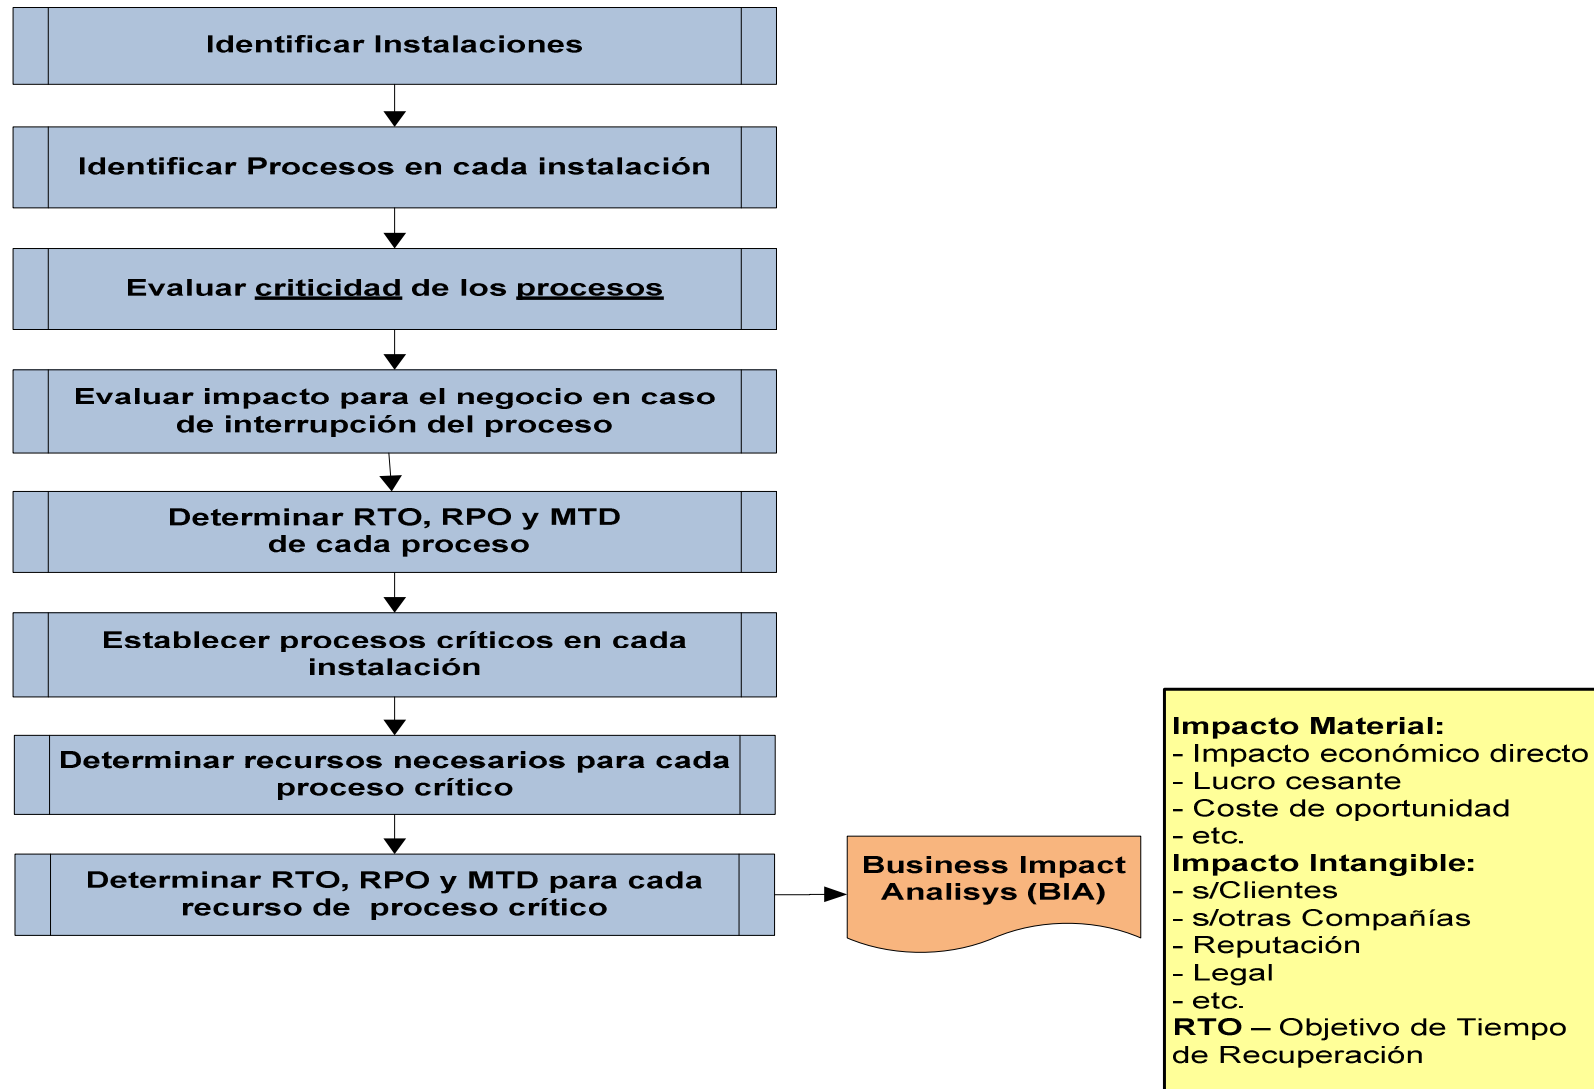 Identificar Instalaciones
Identificar Procesos en cada instalación
Evaluar criticidad de los procesos
Evaluar impacto para el negocio en caso
de interrupción del proceso
Determinar RTO, RPO y MTD
de cada proceso
Establecer procesos críticos en cada
instalación
Determinar recursos necesarios para cada
proceso crítico
Determinar RTO, RPO y MTD para cada
recurso de proceso crítico
Business Impact
Analisys (BIA)
Impacto Material:
- Impacto económico directo
- Lucro cesante
- Coste de oportunidad
- etc.
Impacto Intangible:
- s/Clientes
- s/otras Compañías
- Reputación
- Legal
- etc.
RTO – Objetivo de Tiempo
de Recuperación